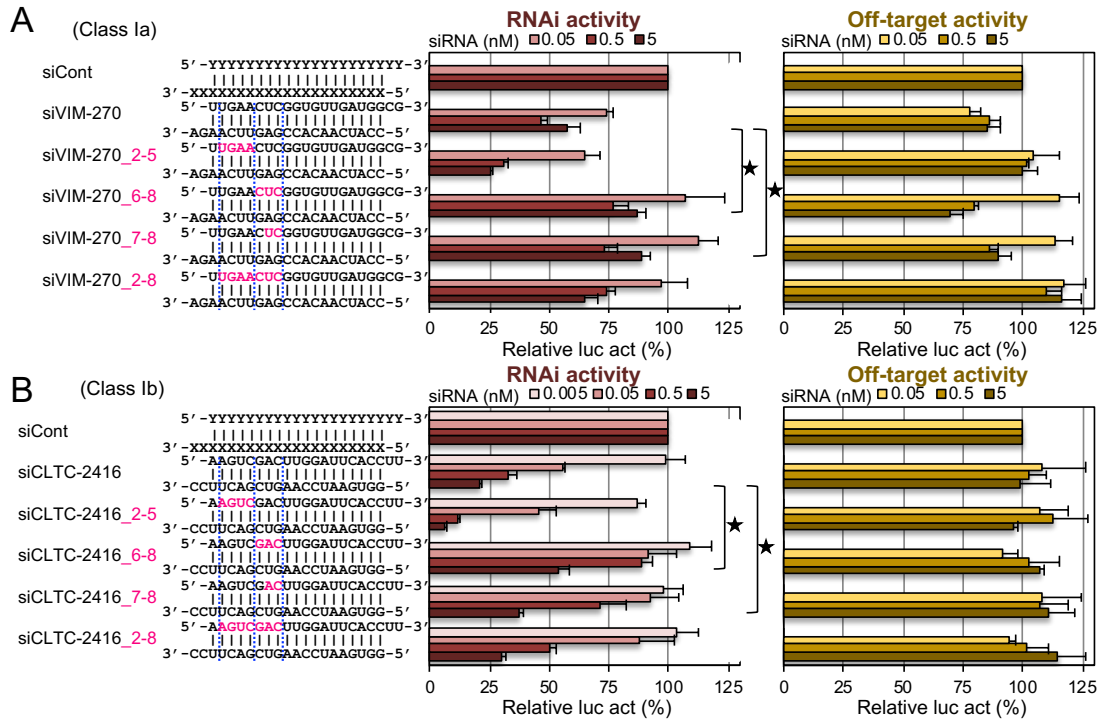 A
(Class Ia)
RNAi activity
siRNA (nM) 0.05 0.5 5
Off-target activity
siRNA (nM) 0.05 0.5 5
siCont
5′-YYYYYYYYYYYYYYYYYYYYY-3′
3′-XXXXXXXXXXXXXXXXXXXXX-5′
siVIM-270
5′-UUGAACUCGGUGUUGAUGGCG-3′
3′-AGAACUUGAGCCACAACUACC-5′
siVIM-270_2-5
5′-UUGAACUCGGUGUUGAUGGCG-3′
3′-AGAACUUGAGCCACAACUACC-5′
siVIM-270_6-8
5′-UUGAACUCGGUGUUGAUGGCG-3′
3′-AGAACUUGAGCCACAACUACC-5′
siVIM-270_7-8
5′-UUGAACUCGGUGUUGAUGGCG-3′
3′-AGAACUUGAGCCACAACUACC-5′
siVIM-270_2-8
5′-UUGAACUCGGUGUUGAUGGCG-3′
3′-AGAACUUGAGCCACAACUACC-5′
★
★
0 25 50 75 100 125
Relative luc act (%)
0 25 50 75 100 125
Relative luc act (%)
B
(Class Ib)
RNAi activity
siRNA (nM) 0.005 0.05 0.5 5
Off-target activity
siRNA (nM) 0.05 0.5 5
siCont
5′-YYYYYYYYYYYYYYYYYYYYY-3′
3′-XXXXXXXXXXXXXXXXXXXXX-5′
siCLTC-2416
5′-AAGUCGACUUGGAUUCACCUU-3′
3′-CCUUCAGCUGAACCUAAGUGG-5′
siCLTC-2416_2-5
5′-AAGUCGACUUGGAUUCACCUU-3′
3′-CCUUCAGCUGAACCUAAGUGG-5′
siCLTC-2416_6-8
5′-AAGUCGACUUGGAUUCACCUU-3′
3′-CCUUCAGCUGAACCUAAGUGG-5′
siCLTC-2416_7-8
5′-AAGUCGACUUGGAUUCACCUU-3′
3′-CCUUCAGCUGAACCUAAGUGG-5′
siCLTC-2416_2-8
5′-AAGUCGACUUGGAUUCACCUU-3′
3′-CCUUCAGCUGAACCUAAGUGG-5′
★
★
0 25 50 75 100 125
Relative luc act (%)
0 25 50 75 100 125
Relative luc act (%)